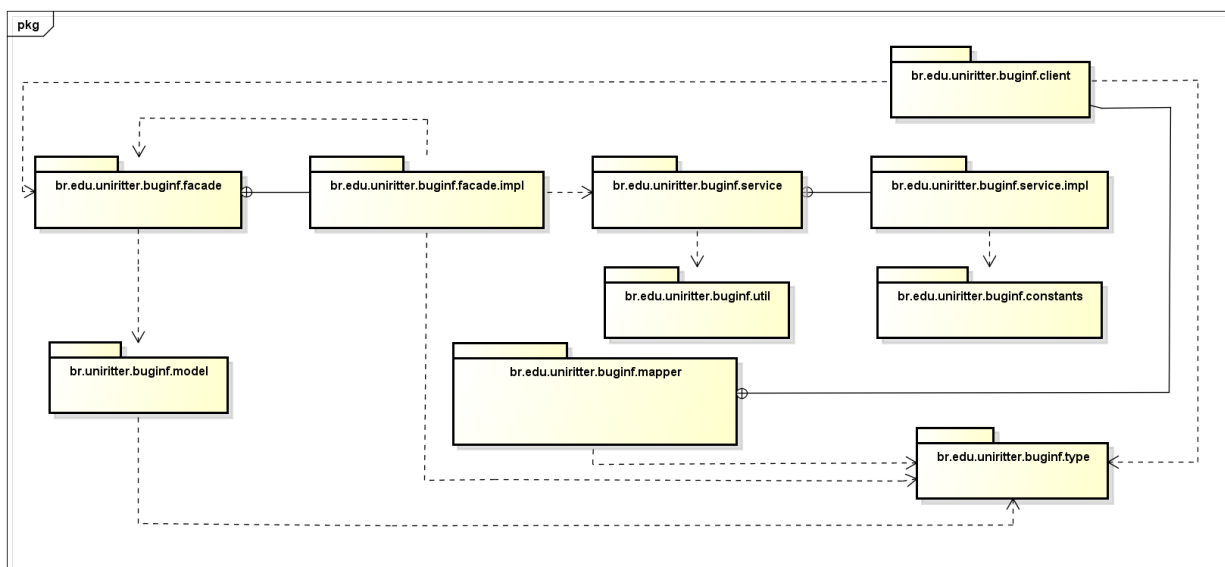 pkg
br.edu.uniritter.buginf.client
br.edu.uniritter.buginf.facade
br.edu.uniritter.buginf.facade.impl
br.edu.uniritter.buginf.service
br.edu.uniritter.buginf.service.impl
br.edu.uniritter.buginf.util
br.edu.uniritter.buginf.constants
br.uniritter.buginf.model
br.edu.uniritter.buginf.mapper
br.edu.uniritter.buginf.type